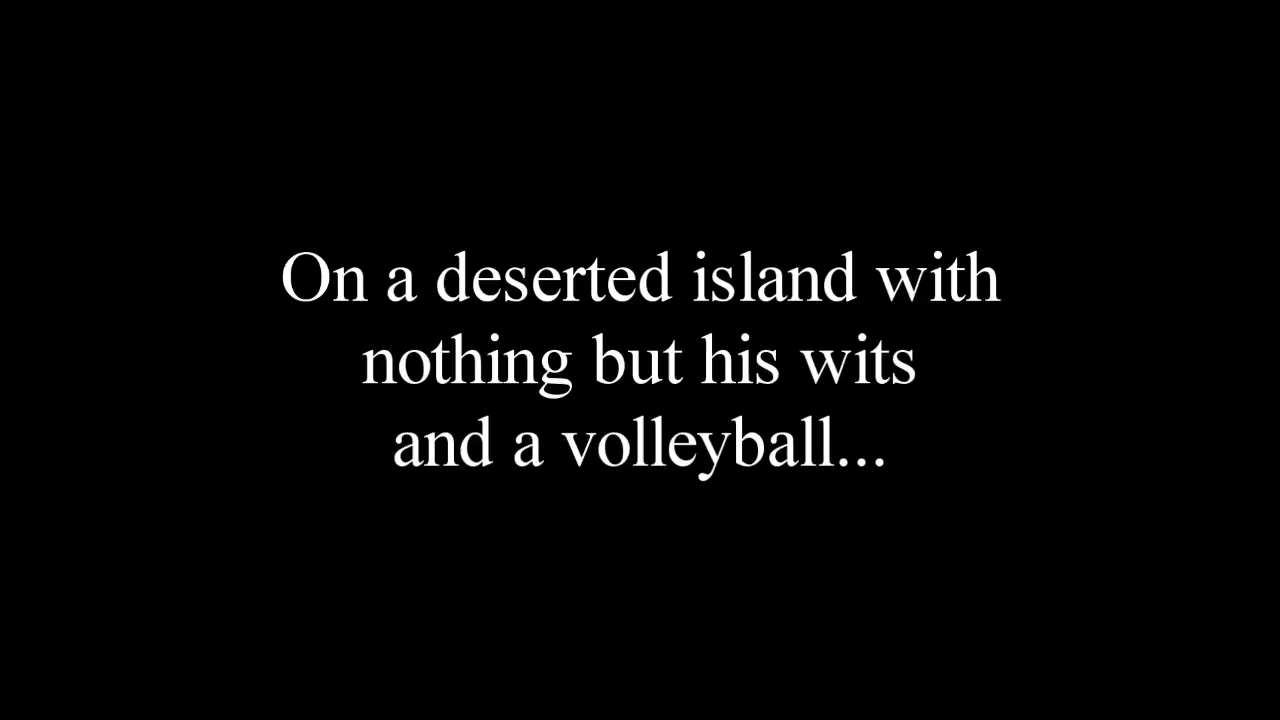 On a deserted island with
nothing but his wits
and a volleyball...